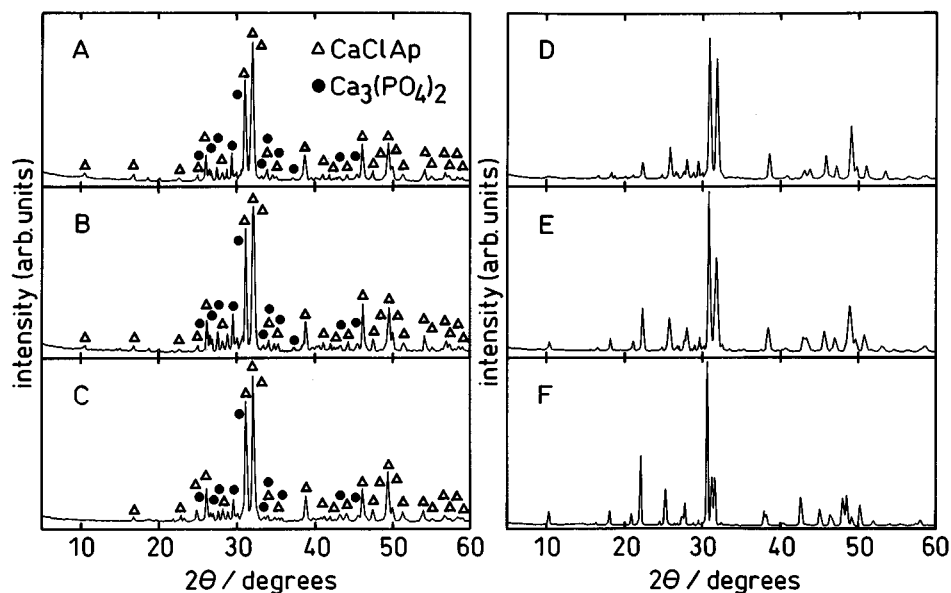 A
△ CaClAp
● Ca₃(PO₄)₂
B
C
intensity (arb. units)
10 20 30 40 50 60
2Θ / degrees
D
E
F
intensity (arb. units)
10 20 30 40 50 60
2Θ / degrees